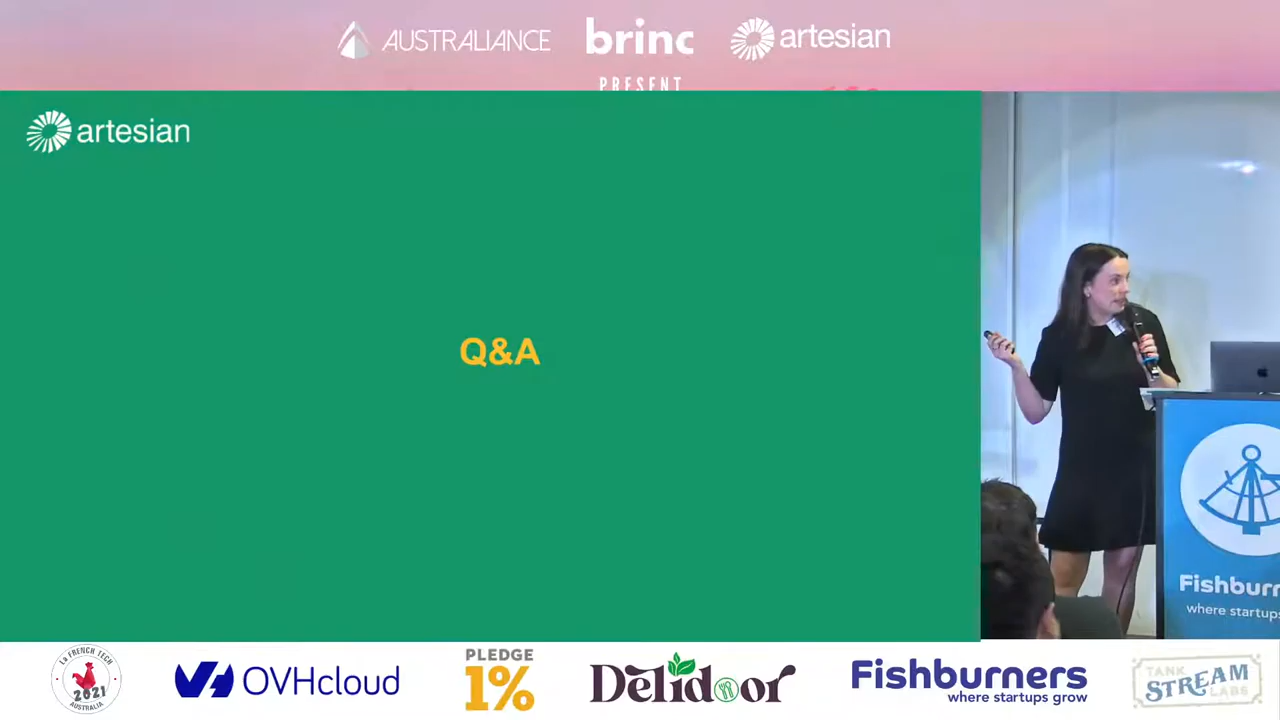 AUSTRALIANCE
brinc
artesian
PRESENT
artesian
Q&A
Fishburn
where startups
La FRENCH TECH
2021
AUSTRALIA
OVHcloud
PLEDGE
1%
Delidoor
Fishburners
where startups grow
TANK
STREAM
LABS